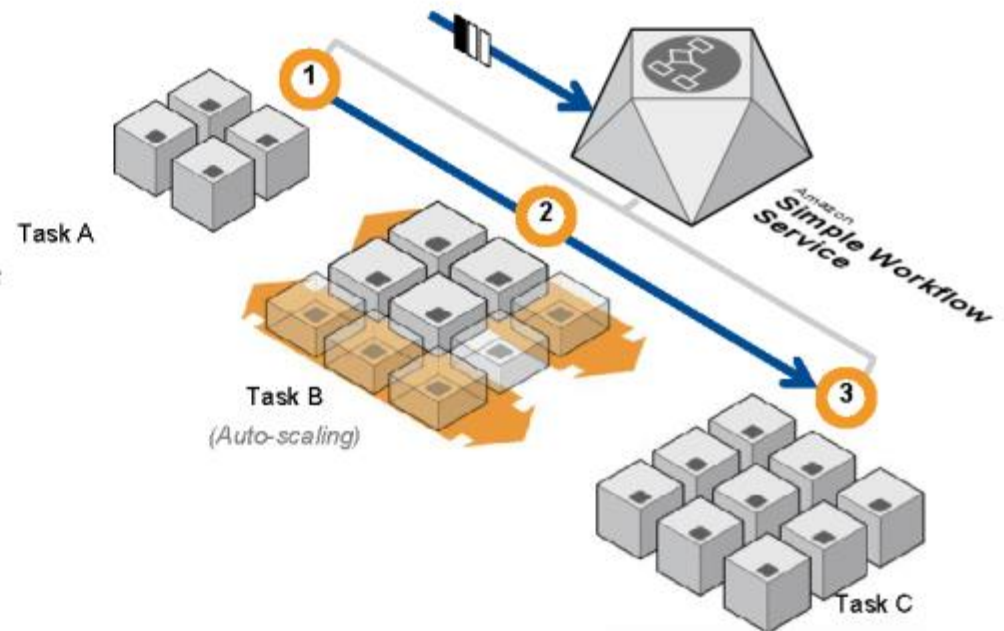 1
Task A
2
Amazon
Simple Workflow
Service
Task B
(Auto-scaling)
3
Task C